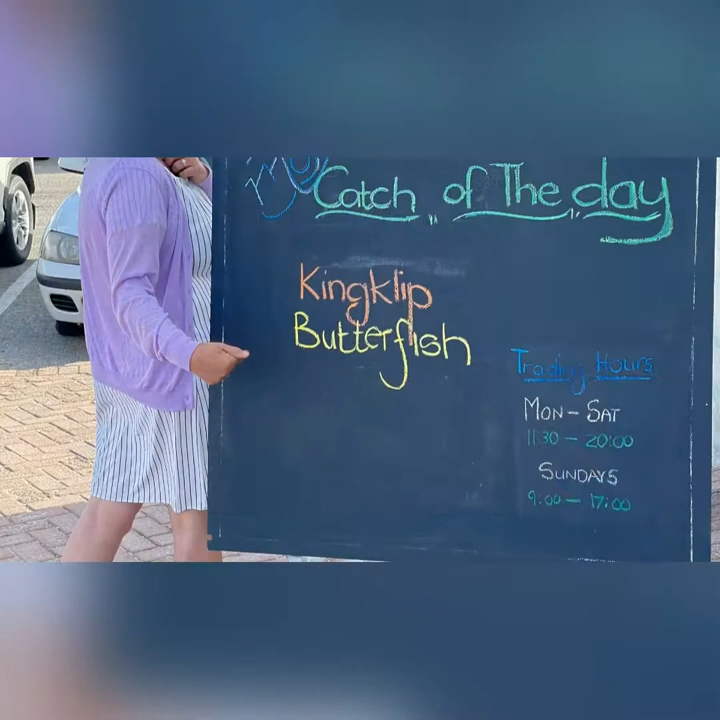 Catch of The day
Kingklip
Butterfish
Trading Hours
MON - SAT
11:30 - 20:00
SUNDAYS
9:00 - 17:00